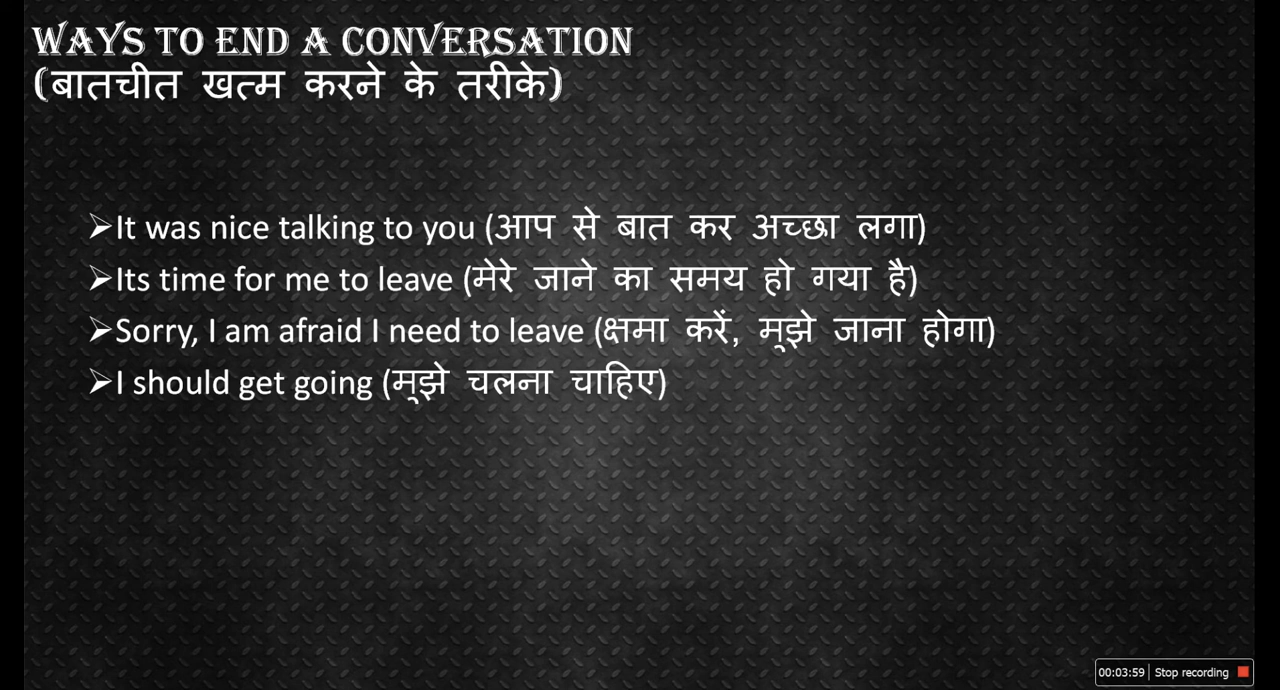 WAYS TO END A CONVERSATION
(बातचीत खत्म करने के तरीके)
➢It was nice talking to you (आप से बात कर अच्छा लगा)
➢Its time for me to leave (मेरे जाने का समय हो गया है)
➢Sorry, I am afraid I need to leave (क्षमा करें, मुझे जाना होगा)
➢I should get going (मुझे चलना चाहिए)
00:03:59 Stop recording